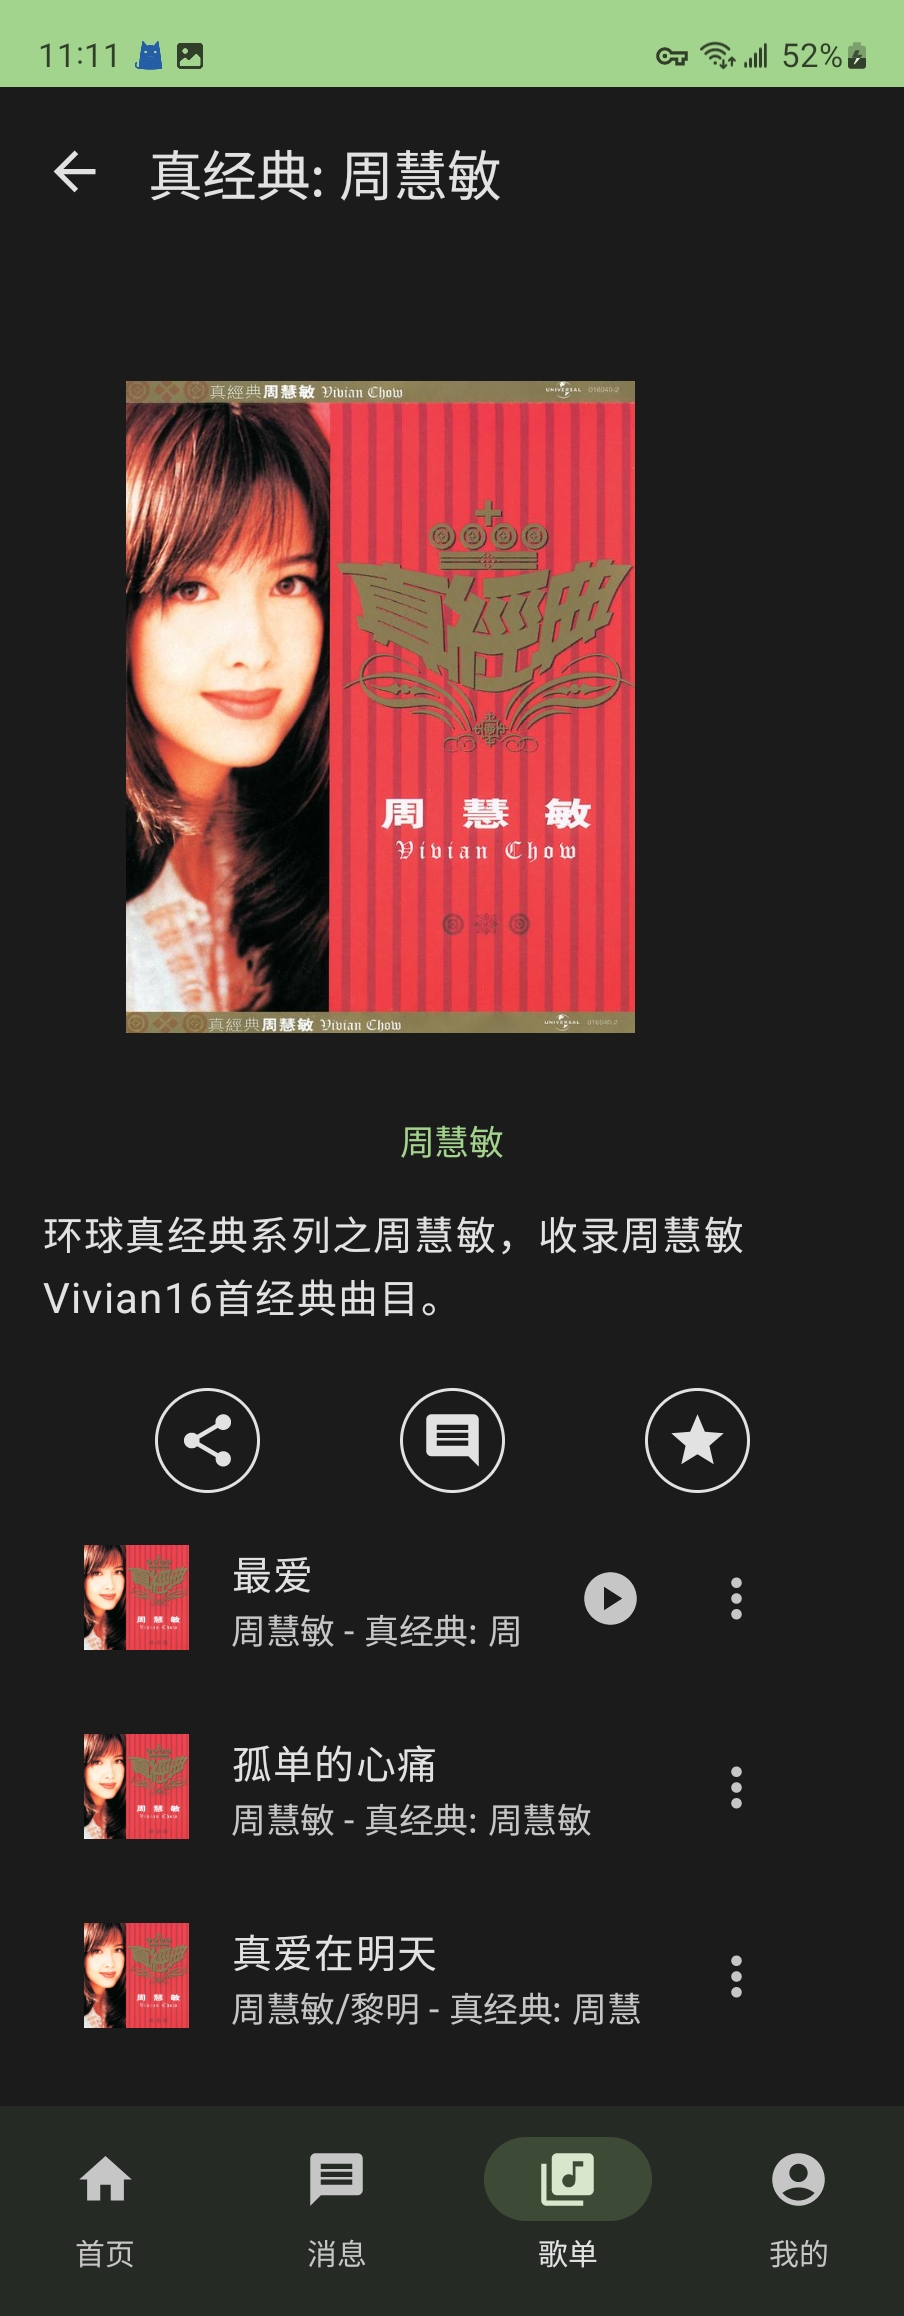 11:11
52%
真经典: 周慧敏
真經典周慧敏 Vivian Chow
UNIVERSAL 016040-2
真經典
周慧敏
Vivian Chow
真經典周慧敏 Vivian Chow
UNIVERSAL 016040-2
周慧敏
环球真经典系列之周慧敏，收录周慧敏
Vivian16首经典曲目。
最爱
周慧敏 - 真经典: 周
孤单的心痛
周慧敏 - 真经典: 周慧敏
真爱在明天
周慧敏/黎明 - 真经典: 周慧
首页
消息
歌单
我的